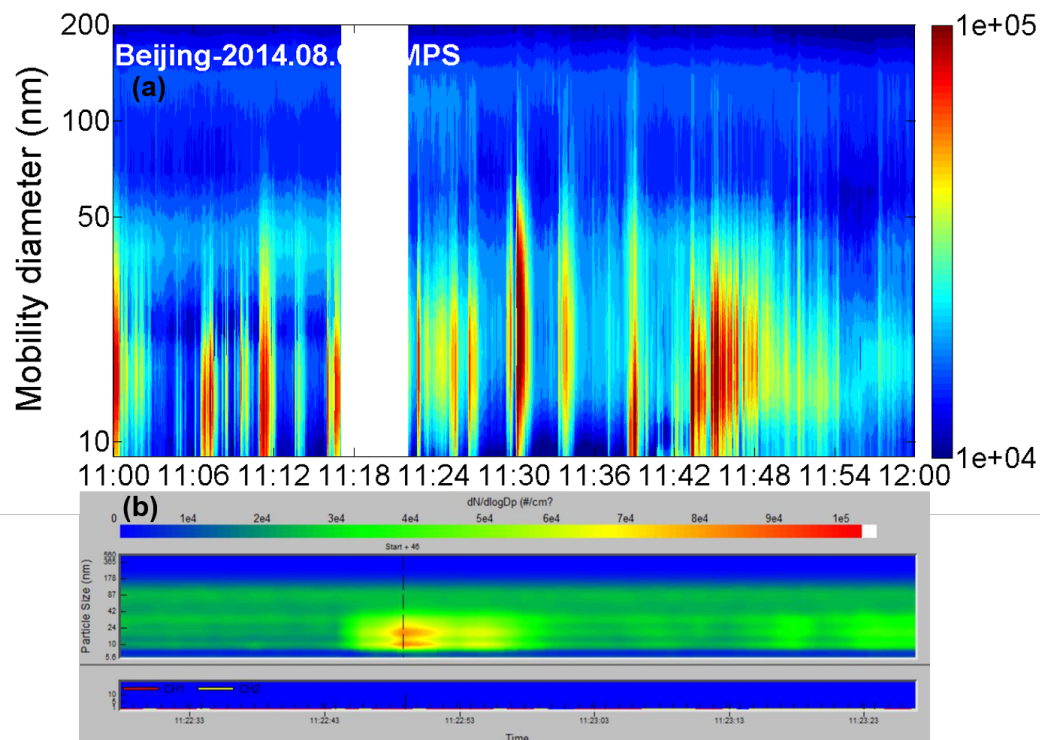 200
1e+05
Beijing-2014.08.0
MPS
(a)
100
Mobility diameter (nm)
50
10
1e+04
11:00 11:06 11:12 11:18 11:24 11:30 11:36 11:42 11:48 11:54 12:00
(b)
dN/dlogDp (#/cm?
0 1e4 2e4 3e4 4e4 5e4 6e4 7e4 8e4 9e4 1e5
Start + 46
Particle Size (nm)
365
178
87
42
24
10
5.6
CH1 CH2
10
11:22:33 11:22:43 11:22:53 11:23:03 11:23:13 11:23:23
Time